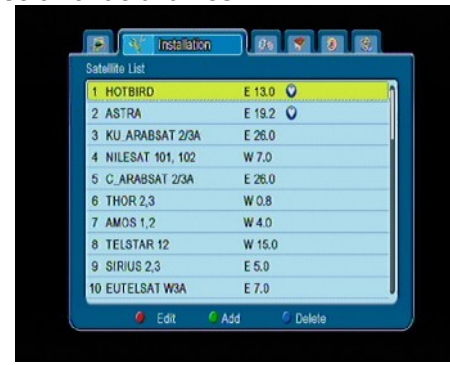 Installation
Satellite List
1 HOTBIRD E 13.0
2 ASTRA E 19.2
3 KU_ARABSAT 2/3A E 26.0
4 NILESAT 101, 102 W 7.0
5 C_ARABSAT 2/3A E 26.0
6 THOR 2,3 W 0.8
7 AMOS 1,2 W 4.0
8 TELSTAR 12 W 15.0
9 SIRIUS 2,3 E 5.0
10 EUTELSAT W3A E 7.0
Edit Add Delete